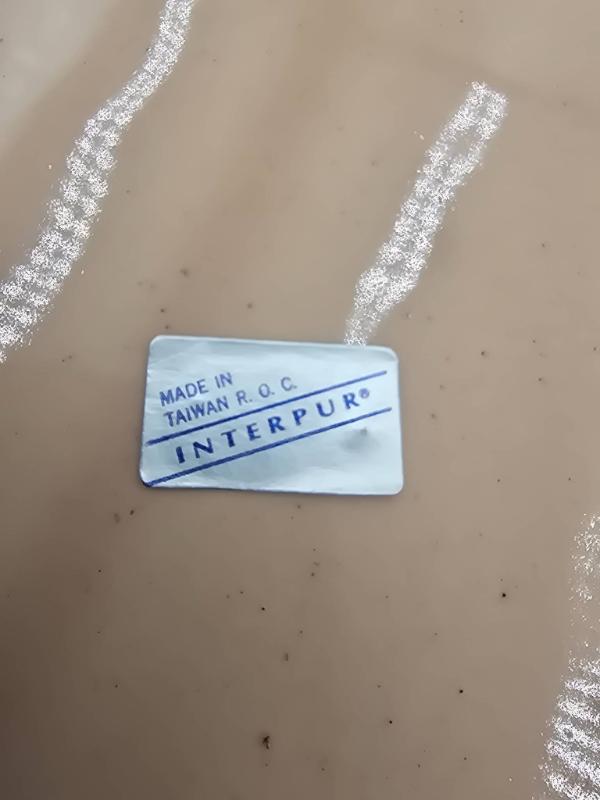 MADE IN
TAIWAN R. O. C.
INTERPUR®